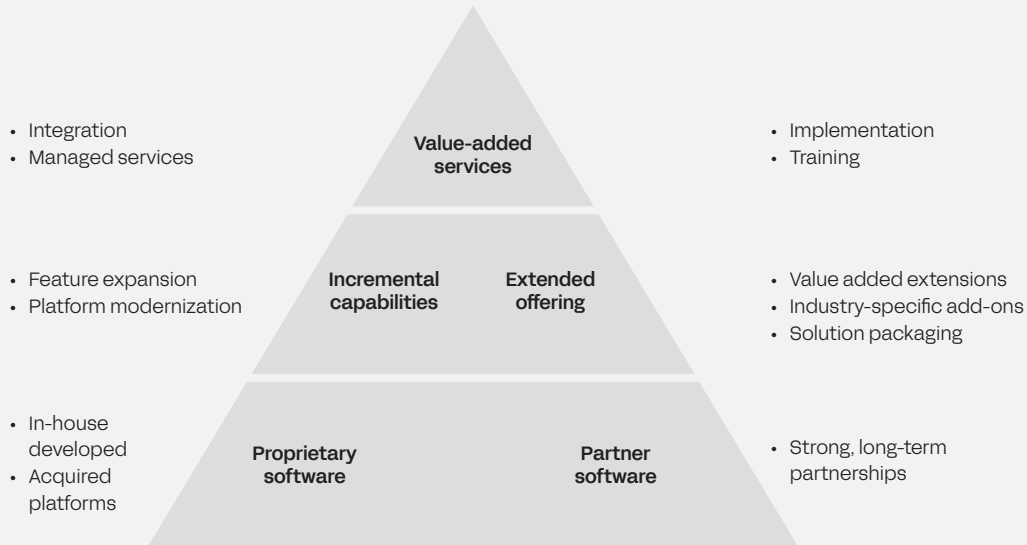 • Integration
• Managed services
Value-added
services
• Implementation
• Training
• Feature expansion
• Platform modernization
Incremental
capabilities
Extended
offering
• Value added extensions
• Industry-specific add-ons
• Solution packaging
• In-house
developed
• Acquired
platforms
Proprietary
software
Partner
software
• Strong, long-term
partnerships